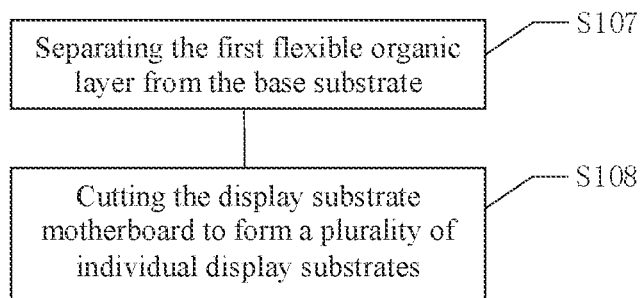 S107
Separating the first flexible organic
layer from the base substrate
S108
Cutting the display substrate
motherboard to form a plurality of
individual display substrates